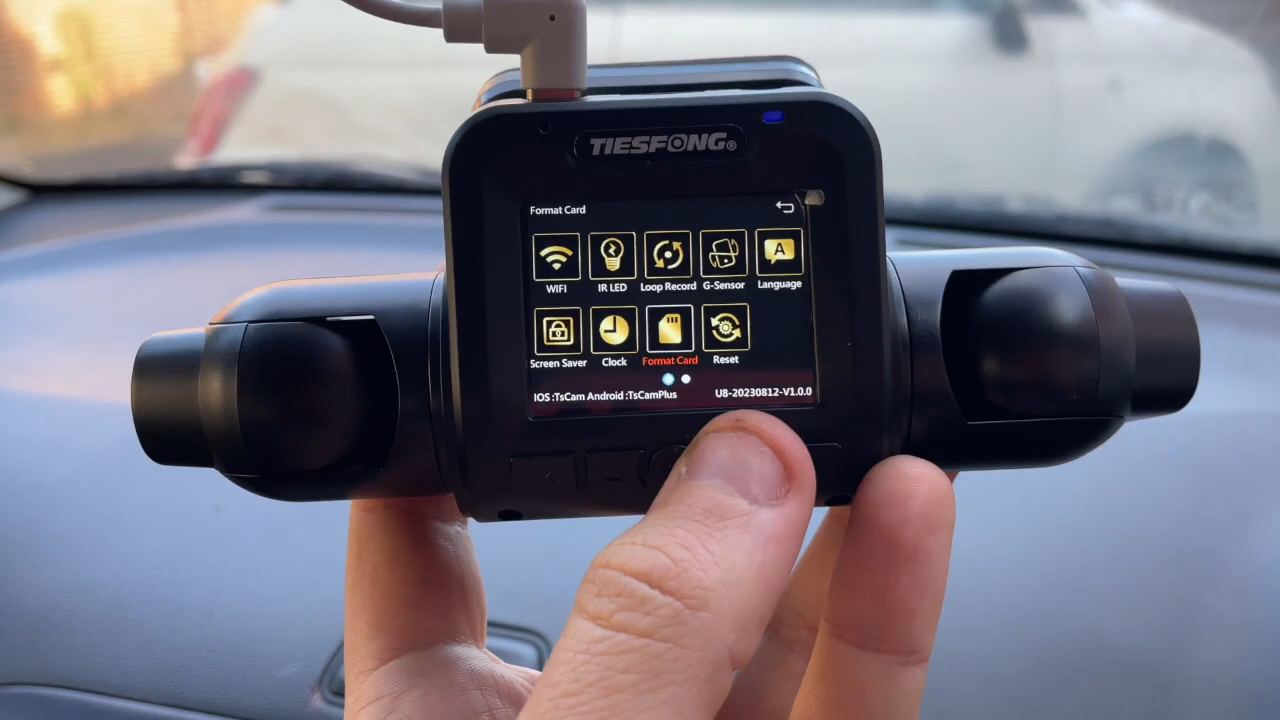 TIESFONG®
Format Card
WIFI IR LED Loop Record G-Sensor Language
A
Screen Saver Clock Format Card Reset
IOS :TsCam Android :TsCamPlus U8-20230812-V1.0.0